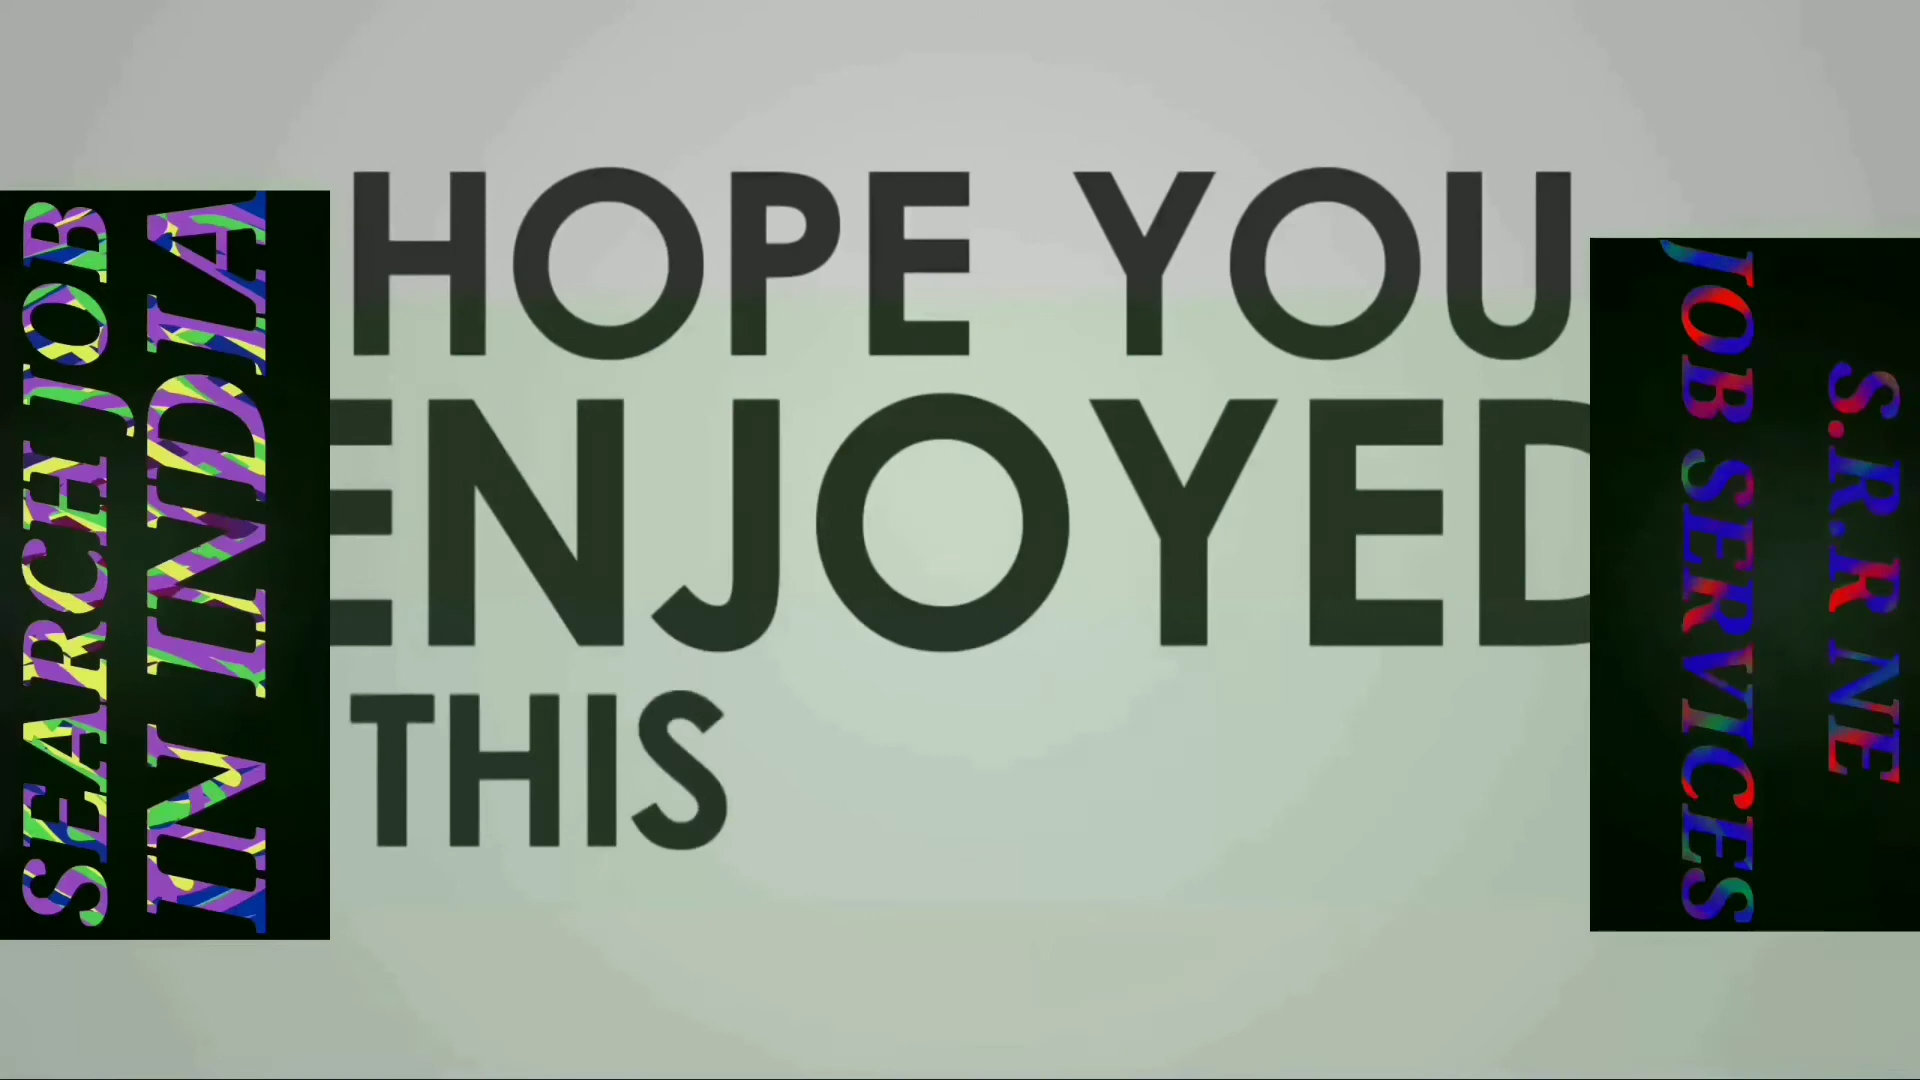 SEARCH JOB
IN INDIA
HOPE YOU
ENJOYED
THIS
S.R.R NE
JOB SERVICES